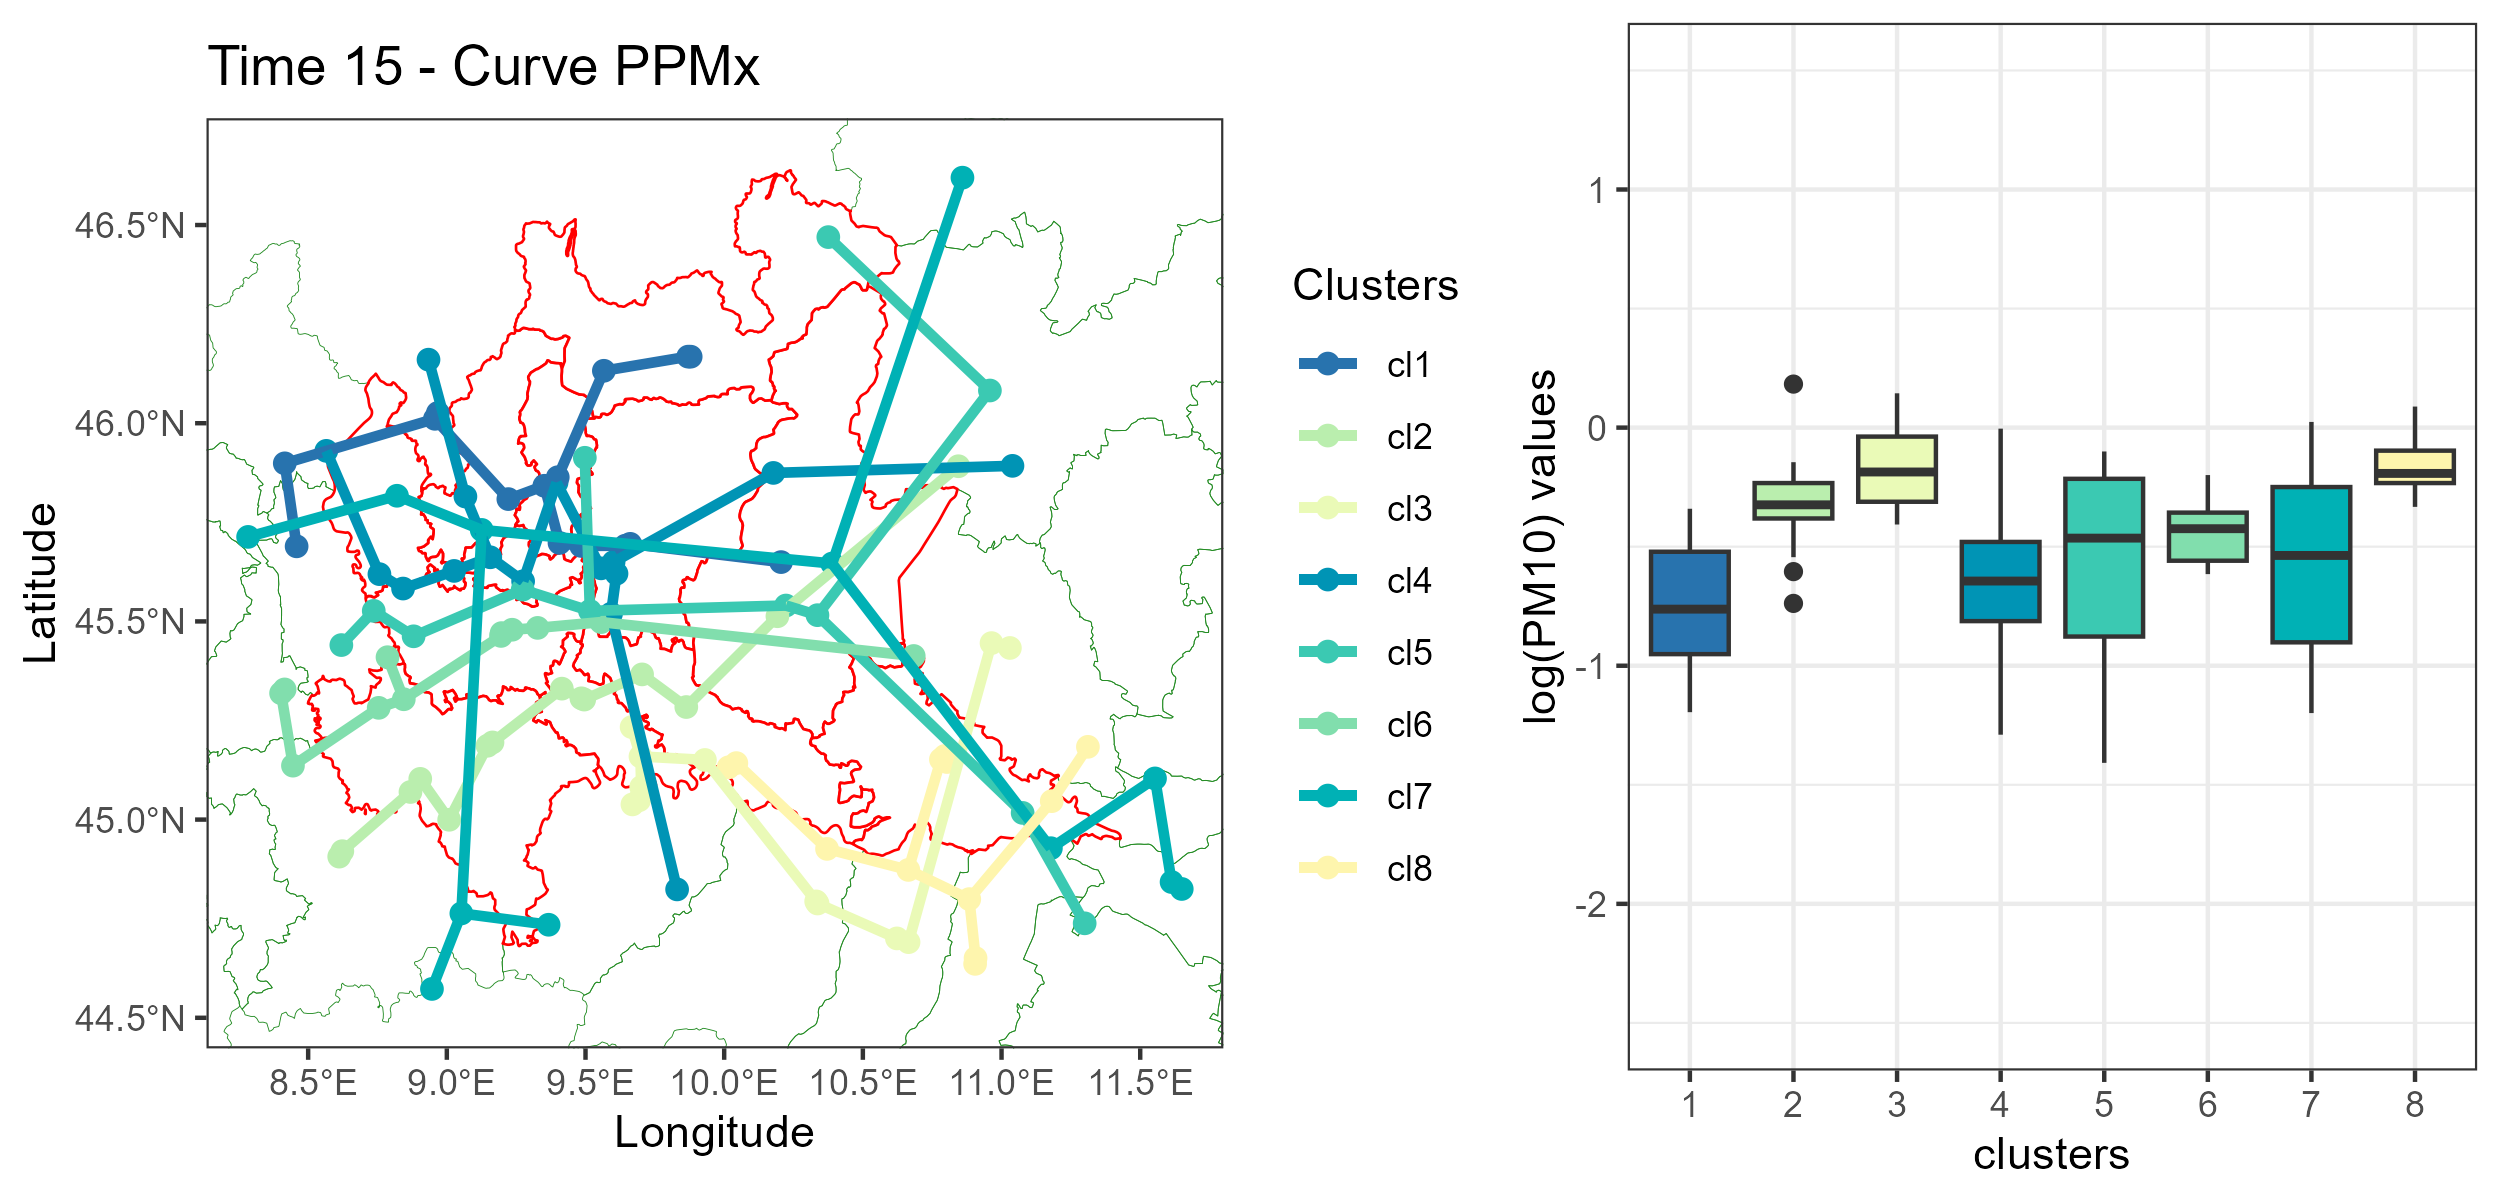 Time 15 - Curve PPMx
Latitude
46.5°N
46.0°N
45.5°N
45.0°N
44.5°N
8.5°E 9.0°E 9.5°E 10.0°E 10.5°E 11.0°E 11.5°E
Longitude
Clusters
cl1
cl2
cl3
cl4
cl5
cl6
cl7
cl8
log(PM10) values
1
0
-1
-2
1 2 3 4 5 6 7 8
clusters